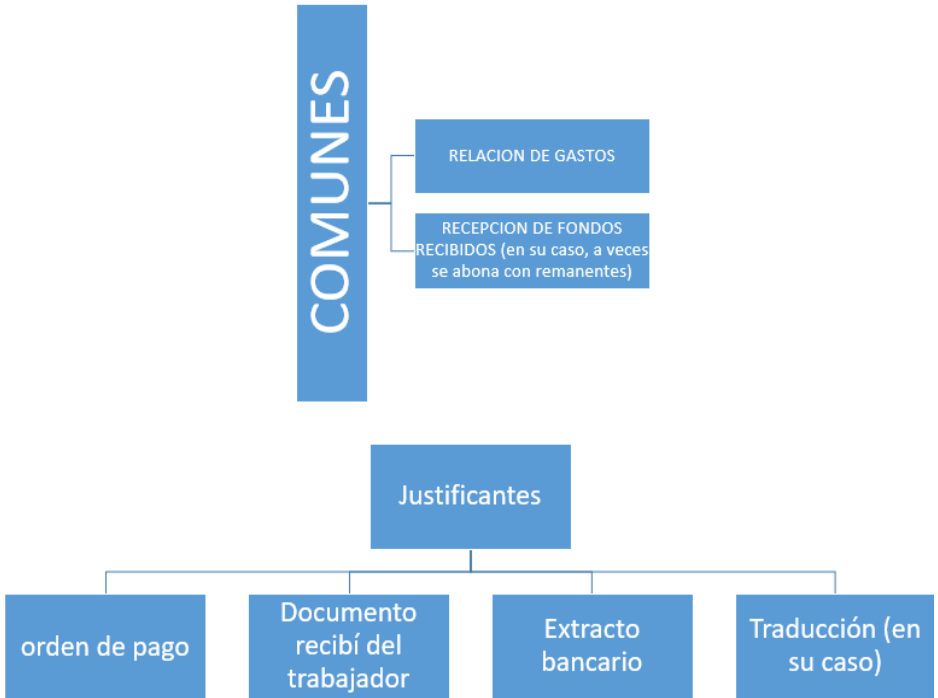 COMUNES
RELACION DE GASTOS
RECEPCION DE FONDOS
RECIBIDOS (en su caso, a veces
se abona con remanentes)
Justificantes
orden de pago
Documento
recibí del
trabajador
Extracto
bancario
Traducción (en
su caso)